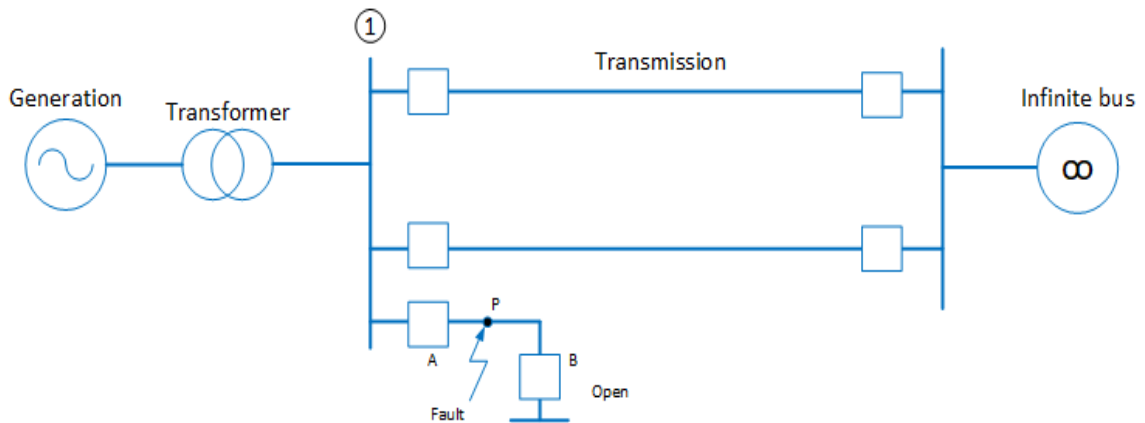 1
Transmission
Generation
Transformer
Infinite bus
∞
P
A
B
Open
Fault